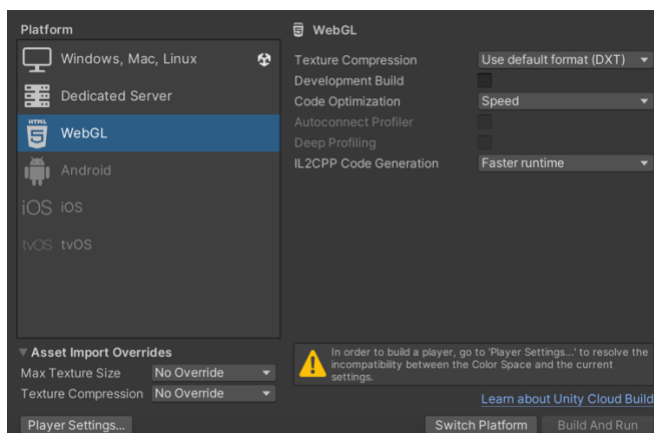 Platform
Windows, Mac, Linux
Dedicated Server
HTML
5
WebGL
Android
iOS iOS
tvOS tvOS
Asset Import Overrides
Max Texture Size No Override
Texture Compression No Override
Player Settings...
WebGL
Texture Compression Use default format (DXT)
Development Build
Code Optimization Speed
Autoconnect Profiler
Deep Profiling
IL2CPP Code Generation Faster runtime
In order to build a player, go to 'Player Settings...' to resolve the
incompatibility between the Color Space and the current
settings.
Learn about Unity Cloud Build
Switch Platform Build And Run